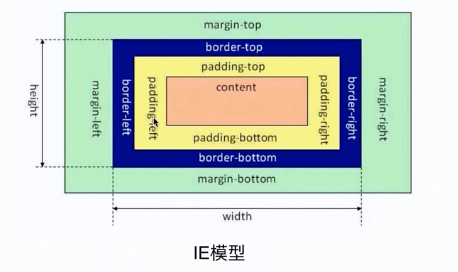 margin-top
border-top
padding-top
content
height
margin-left
border-left
padding-left
padding-right
border-right
margin-right
padding-bottom
border-bottom
margin-bottom
width
IE模型